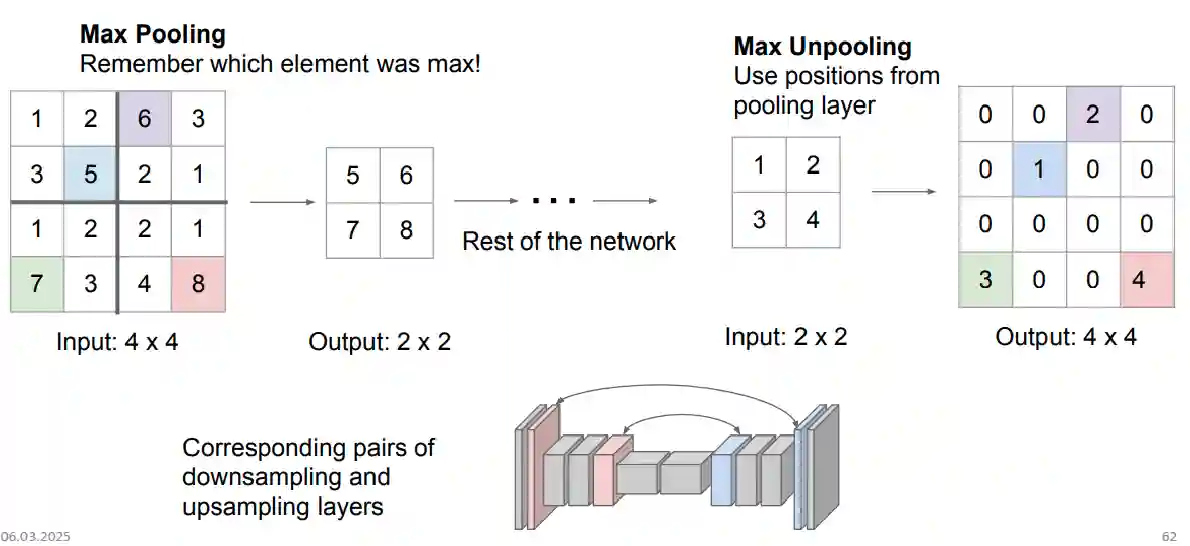 Max Pooling
Remember which element was max!
1 2 6 3
3 5 2 1
1 2 2 1
7 3 4 8
Input: 4 x 4
5 6
7 8
Output: 2 x 2
...
Rest of the network
Max Unpooling
Use positions from
pooling layer
1 2
3 4
Input: 2 x 2
0 0 2 0
0 1 0 0
0 0 0 0
3 0 0 4
Output: 4 x 4
Corresponding pairs of
downsampling and
upsampling layers
06.03.2025
62